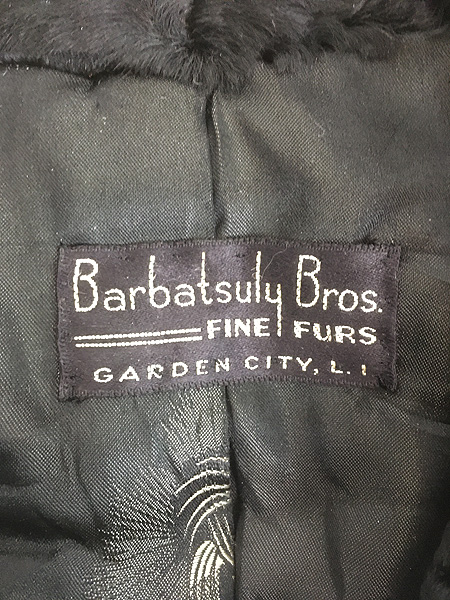 Barbatsuly Bros.
FINE FURS
GARDEN CITY, L. I